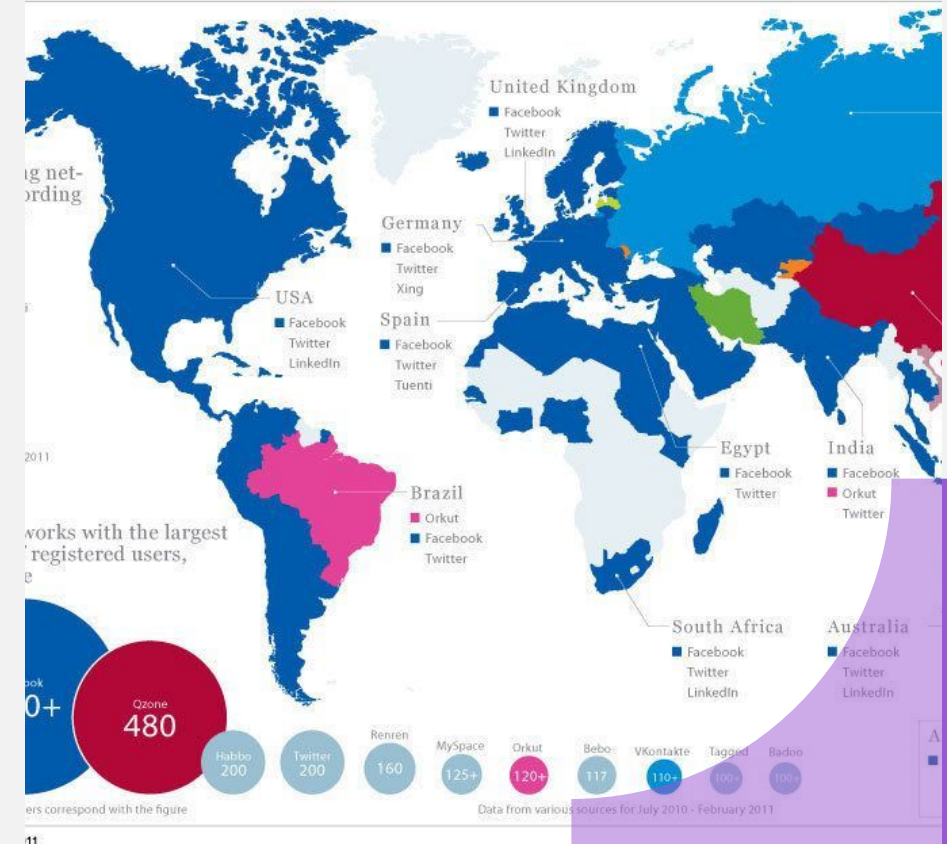 United Kingdom
Facebook
Twitter
LinkedIn
g net-
ording
Germany
Facebook
Twitter
Xing
USA
Facebook
Twitter
LinkedIn
Spain
Facebook
Twitter
Tuenti
2011
Egypt
Facebook
Twitter
India
Facebook
Orkut
Twitter
Brazil
Orkut
Facebook
Twitter
works with the largest
registered users,
e
South Africa
Facebook
Twitter
LinkedIn
Australia
Facebook
Twitter
LinkedIn
ook
0+
Qzone
480
Habbo
200
Twitter
200
Renren
160
MySpace
125+
Orkut
120+
Bebo
117
VKontakte
110+
Tagged
100+
Badoo
100+
A
ers correspond with the figure
Data from various sources for July 2010 - February 2011
11